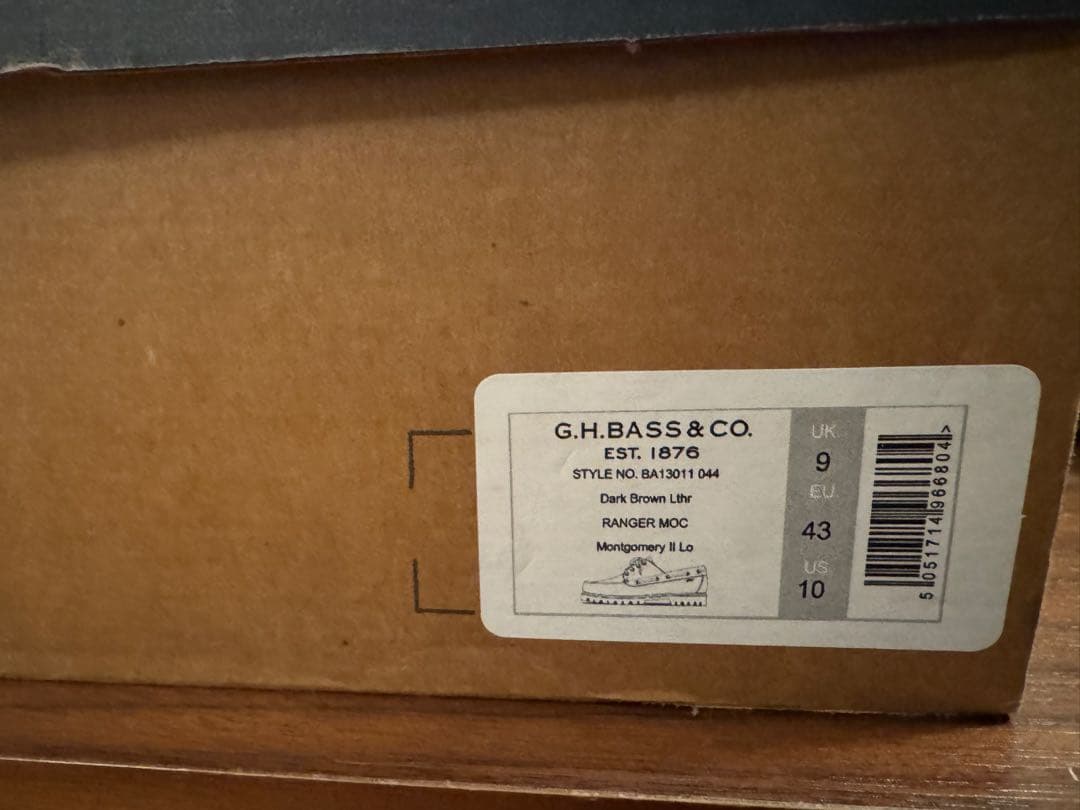 G.H.BASS & CO.
EST. 1876
STYLE NO. BA13011 044
Dark Brown Lthr
RANGER MOC
Montgomery II Lo
UK
9
EU
43
US
10
5 051714 966804 >